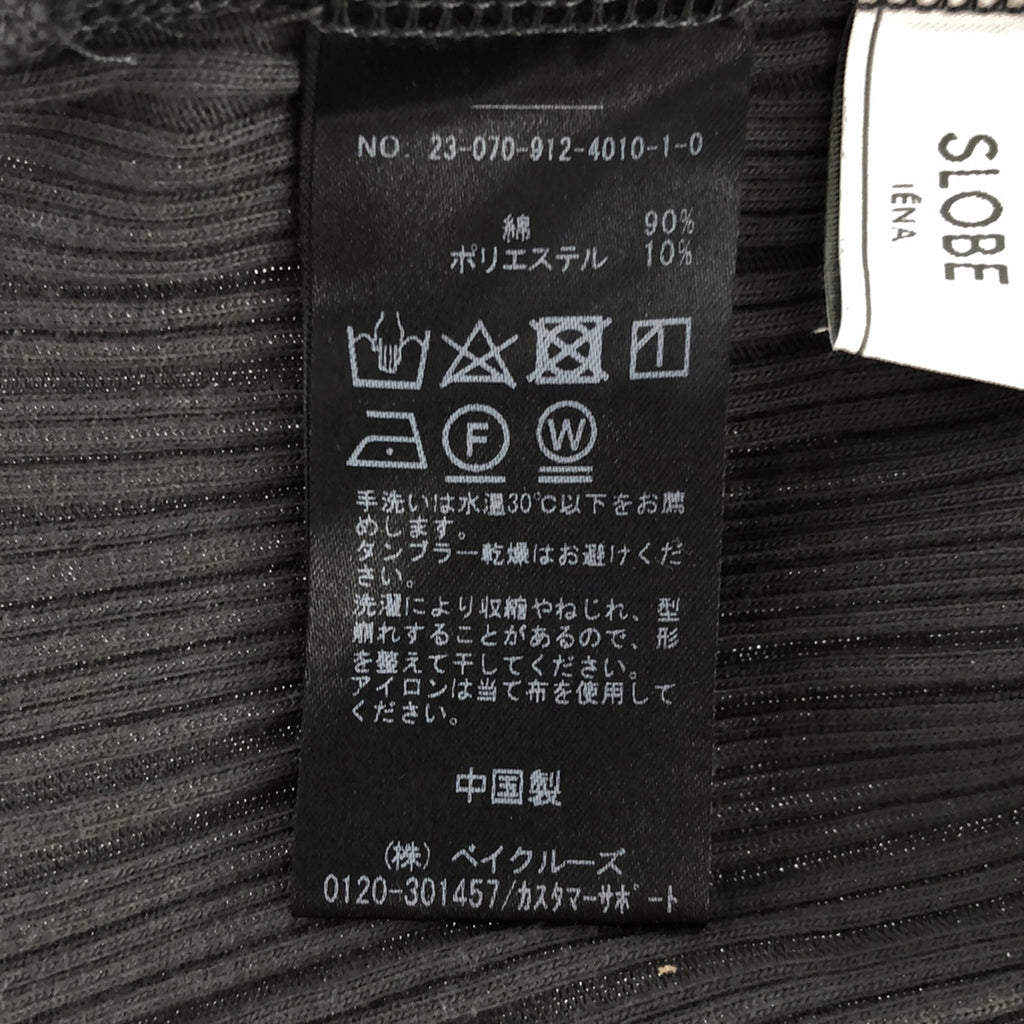 NO. 23-070-912-4010-1-0
綿 90%
ポリエステル 10%
F
W
手洗いは水温30℃以下をお薦
めします。
タンブラー乾燥はお避けくだ
さい。
洗濯により収縮やねじれ、型
崩れすることがあるので、形
を整えて干してください。
アイロンは当て布を使用して
ください。
中国製
(株) ベイクルーズ
0120-301457/カスタマーサポート
SLOBE
IÉNA